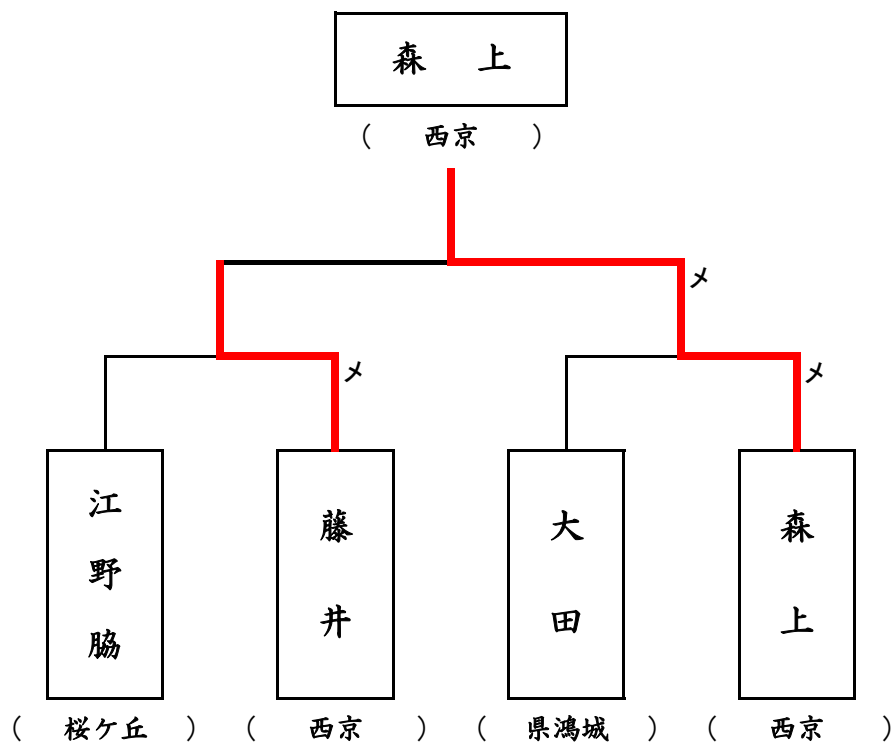 森 上
( 西京 )
メ
メ
メ
江野脇
藤井
大田
森上
( 桜ケ丘 )
( 西京 )
( 県鴻城 )
( 西京 )